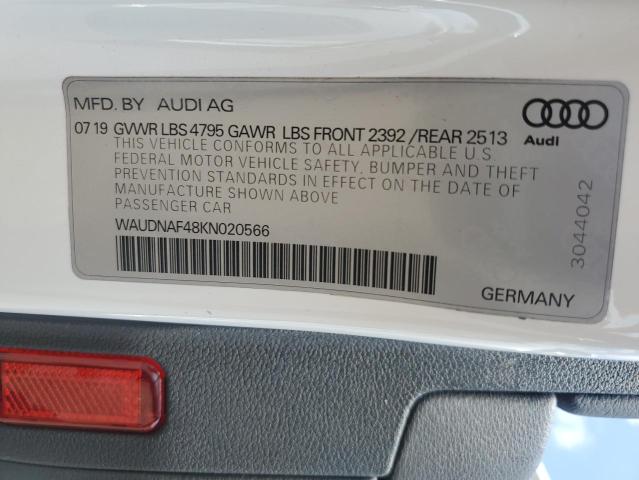 MFD. BY AUDI AG
07 19 GVWR LBS 4795 GAWR LBS FRONT 2392 /REAR 2513
THIS VEHICLE CONFORMS TO ALL APPLICABLE U.S.
FEDERAL MOTOR VEHICLE SAFETY, BUMPER AND THEFT
PREVENTION STANDARDS IN EFFECT ON THE DATE OF
MANUFACTURE SHOWN ABOVE
PASSENGER CAR
WAUDNAF48KN020566
Audi
3044042
GERMANY